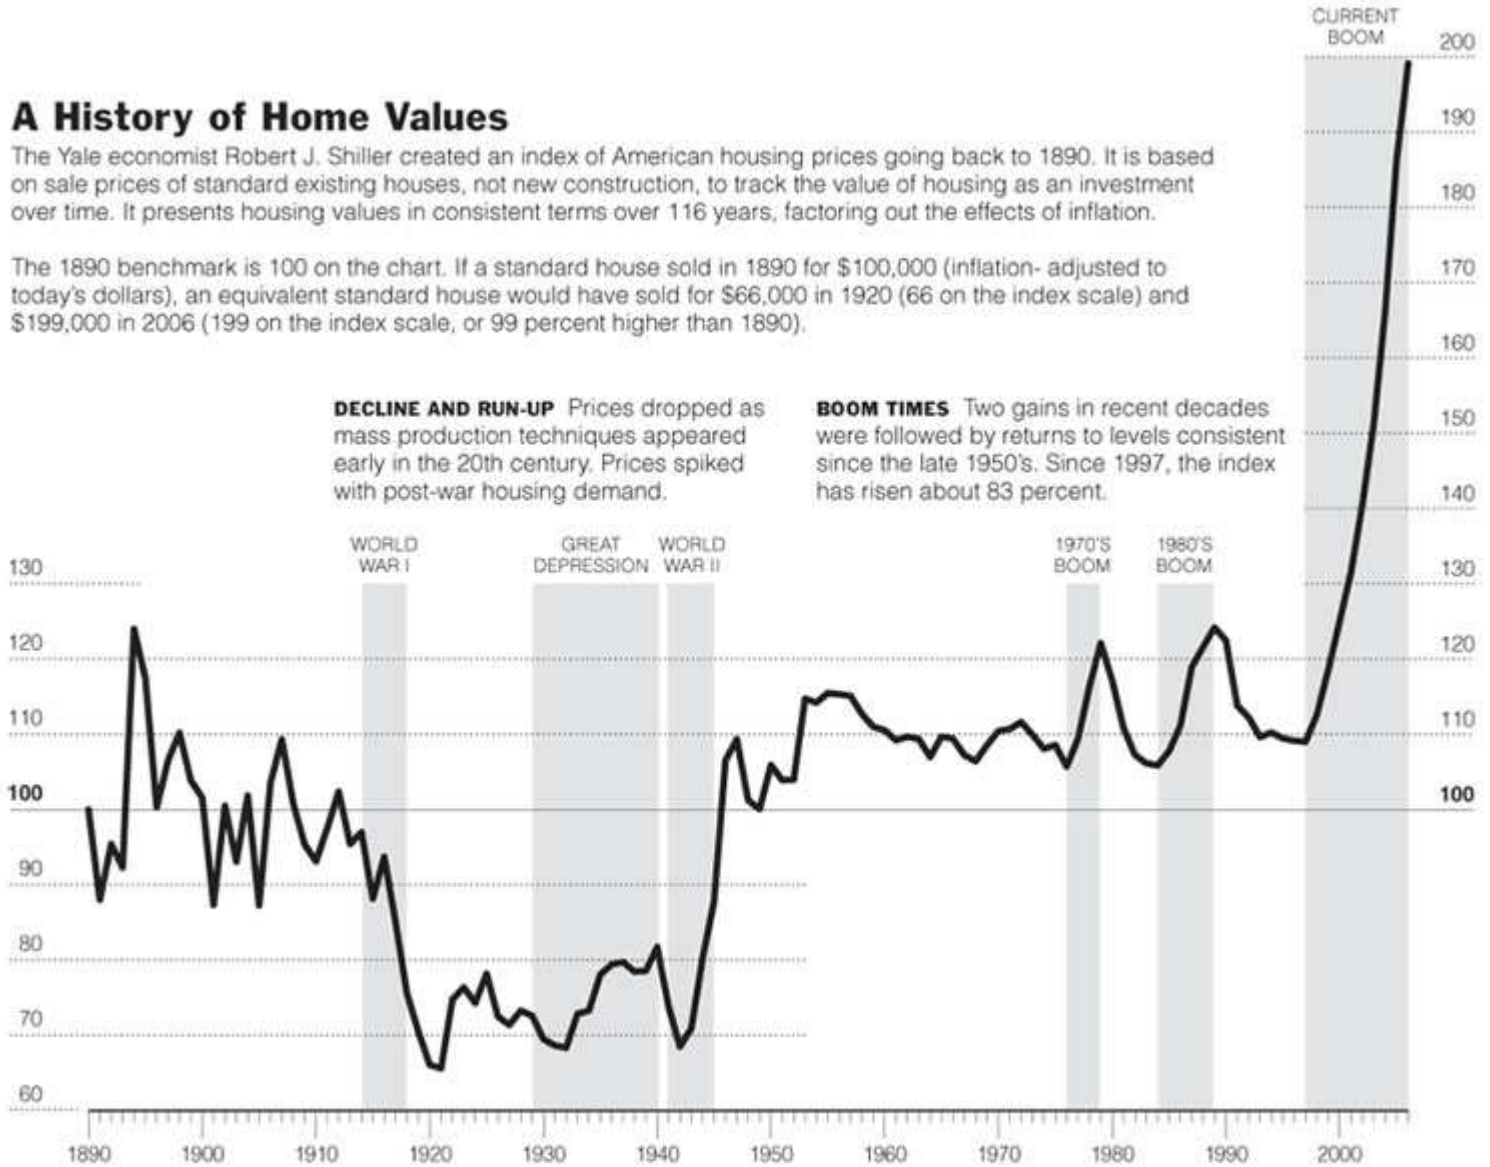 CURRENT
BOOM
A History of Home Values
The Yale economist Robert J. Shiller created an index of American housing prices going back to 1890. It is based
on sale prices of standard existing houses, not new construction, to track the value of housing as an investment
over time. It presents housing values in consistent terms over 116 years, factoring out the effects of inflation.
The 1890 benchmark is 100 on the chart. If a standard house sold in 1890 for $100,000 (inflation- adjusted to
today's dollars), an equivalent standard house would have sold for $66,000 in 1920 (66 on the index scale) and
$199,000 in 2006 (199 on the index scale, or 99 percent higher than 1890).
DECLINE AND RUN-UP Prices dropped as
mass production techniques appeared
early in the 20th century. Prices spiked
with post-war housing demand.
BOOM TIMES Two gains in recent decades
were followed by returns to levels consistent
since the late 1950's. Since 1997, the index
has risen about 83 percent.
WORLD
WAR I
GREAT
DEPRESSION
WORLD
WAR II
1970'S
BOOM
1980'S
BOOM
130
120
110
100
90
80
70
60
200
190
180
170
160
150
140
130
120
110
100
1890 1900 1910 1920 1930 1940 1950 1960 1970 1980 1990 2000